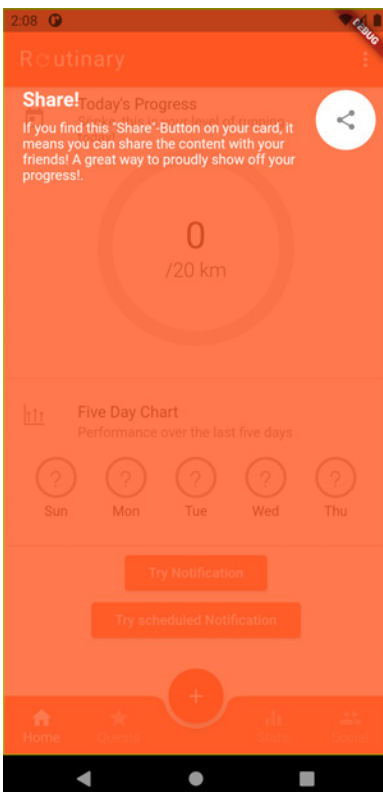 2:08
DEBUG
Routinary
Share!
Today's Progress
If you find this "Share"-Button on your card, it
means you can share the content with your
friends! A great way to proudly show off your
progress!.
0
/20 km
Five Day Chart
Performance over the last five days
? ? ? ? ?
Sun Mon Tue Wed Thu
Try Notification
Try scheduled Notification
+
Home Quests Stats Social